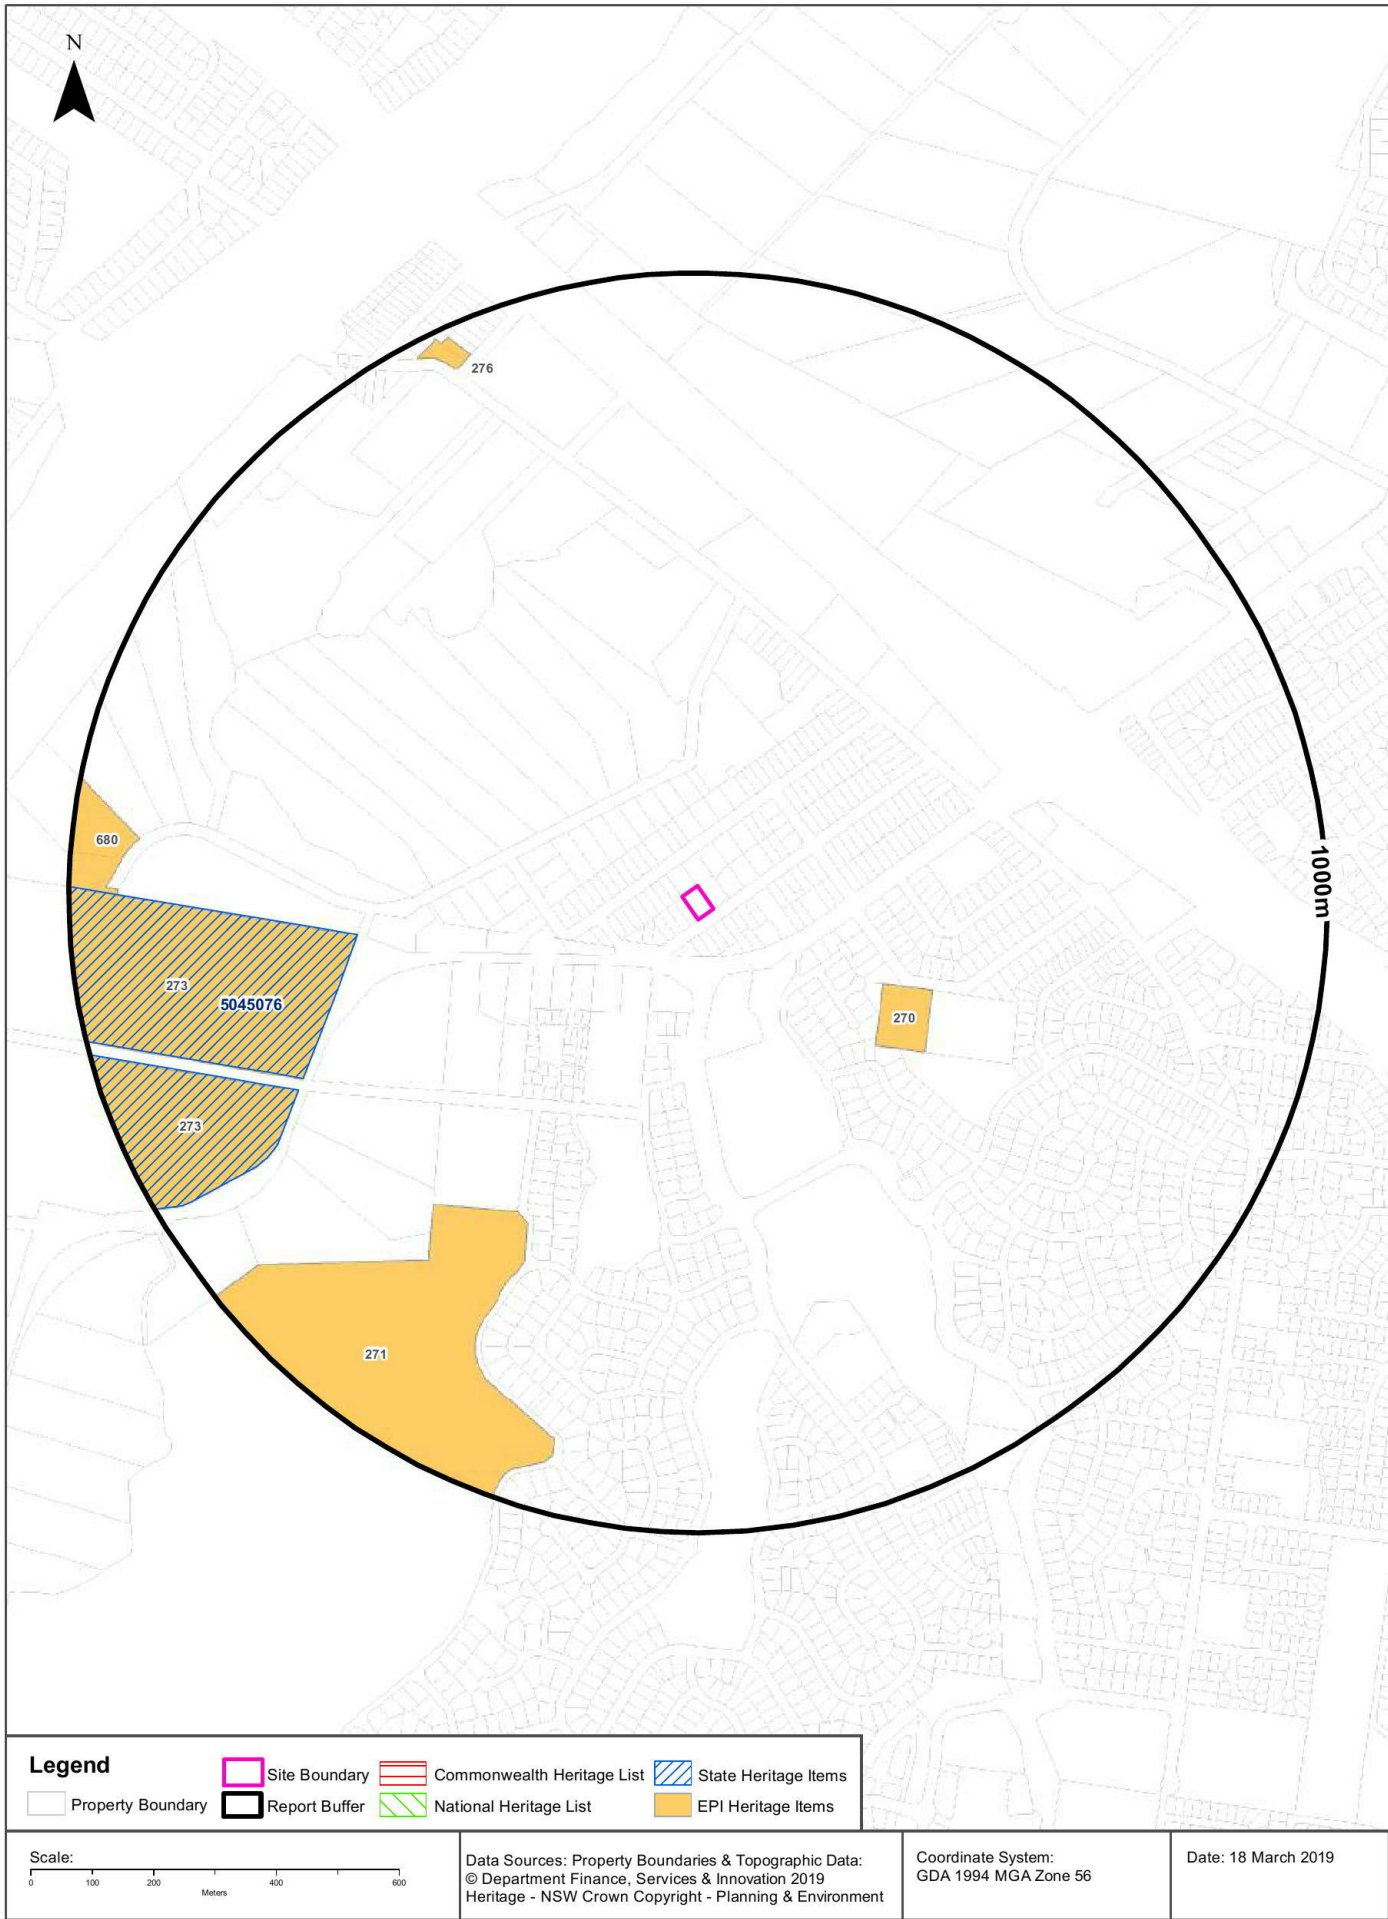 N
276
680
1000m
273
5045076
270
273
271
Legend
Site Boundary
Commonwealth Heritage List
State Heritage Items
Property Boundary
Report Buffer
National Heritage List
EPI Heritage Items
Scale:
0 100 200 400 600
Meters
Data Sources: Property Boundaries & Topographic Data:
© Department Finance, Services & Innovation 2019
Heritage - NSW Crown Copyright - Planning & Environment
Coordinate System:
GDA 1994 MGA Zone 56
Date: 18 March 2019